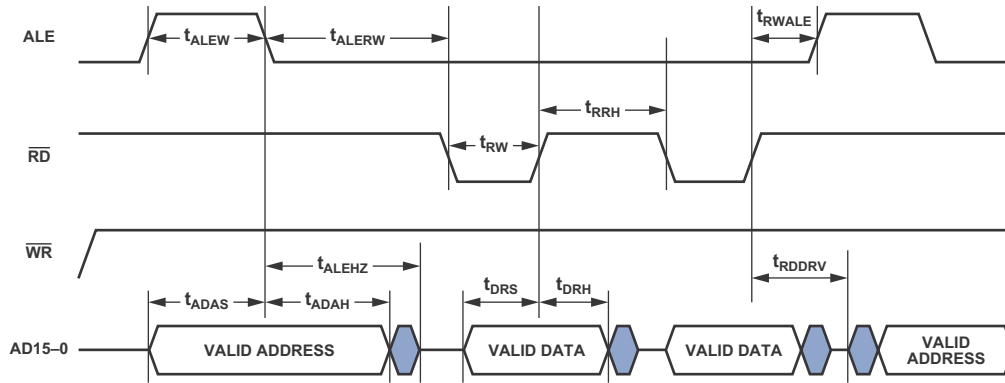 ALE
tALEW
tALERW
tRWALE
RD
tRW
tRRH
WR
tALEHZ
tRDDRV
tADAS
tADAH
tDRS
tDRH
AD15–0
VALID ADDRESS
VALID DATA
VALID DATA
VALID
ADDRESS